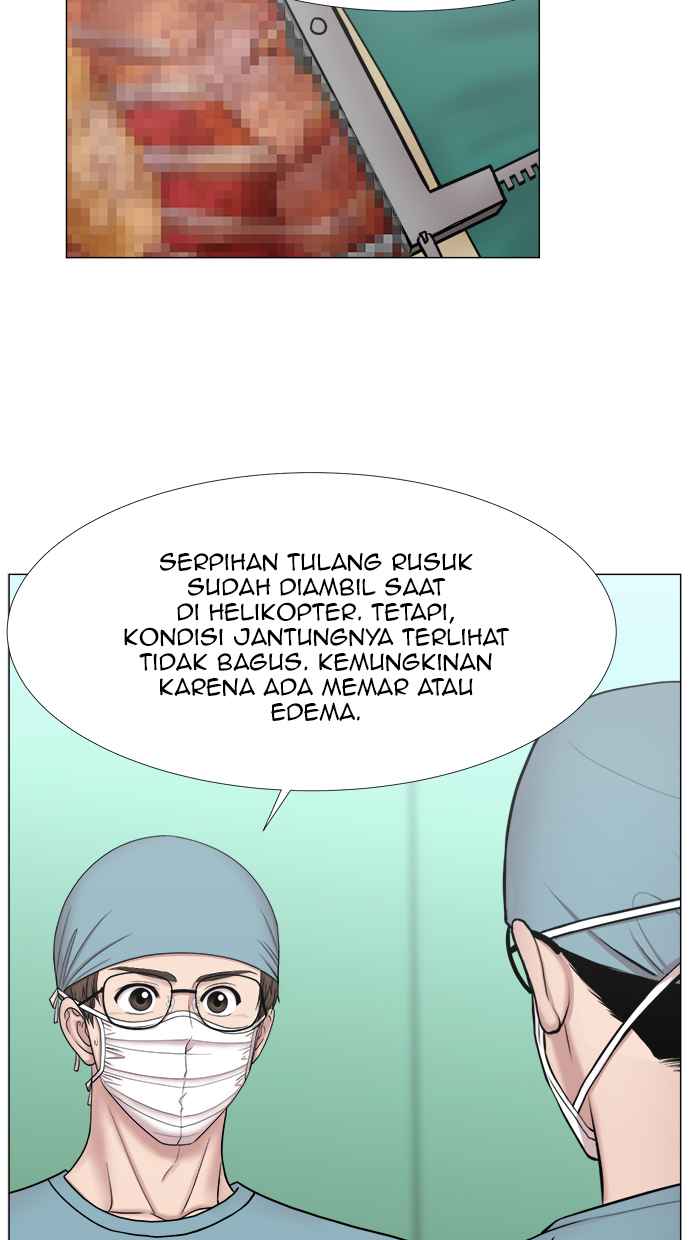 SERPIHAN TULANG RUSUK
SUDAH DIAMBIL SAAT
DI HELIKOPTER. TETAPI,
KONDISI JANTUNGNYA TERLIHAT
TIDAK BAGUS. KEMUNGKINAN
KARENA ADA MEMAR ATAU
EDEMA.